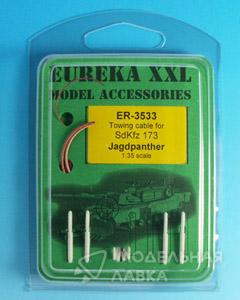 EUREKA XXL
MODEL ACCESSORIES
ER-3533
Towing cable for
SdKfz 173
Jagdpanther
1:35 scale
МОДЕЛЬНАЯ
ЛАВКА